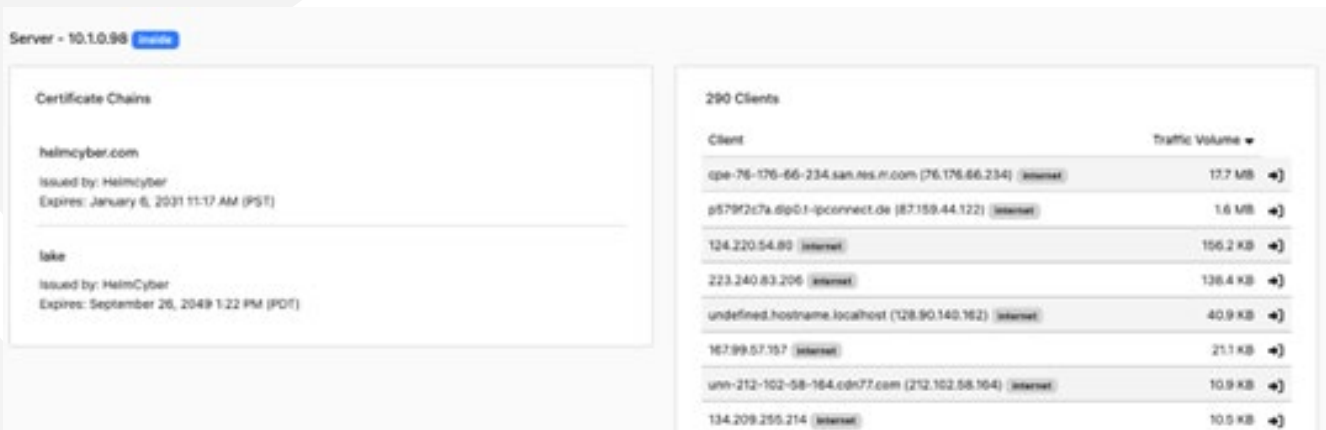 Server - 10.1.0.98 Inside
Certificate Chains
helmcyber.com
Issued by: Helmcyber
Expires: January 6, 2031 11:17 AM (PST)
lake
Issued by: HelmCyber
Expires: September 26, 2049 1:22 PM (PDT)
290 Clients
Client Traffic Volume
cpe-76-176-66-234.san.res.rr.com (76.176.66.234) Internet 17.7 MB
p579f2c7a.dip0.t-ipconnect.de (87.159.44.122) Internet 1.6 MB
124.220.54.80 Internet 156.2 KB
223.240.83.206 Internet 138.4 KB
undefined.hostname.localhost (128.90.140.162) Internet 40.9 KB
167.99.57.157 Internet 21.1 KB
unn-212-102-58-164.cdn77.com (212.102.58.164) Internet 10.9 KB
134.209.255.214 Internet 10.5 KB